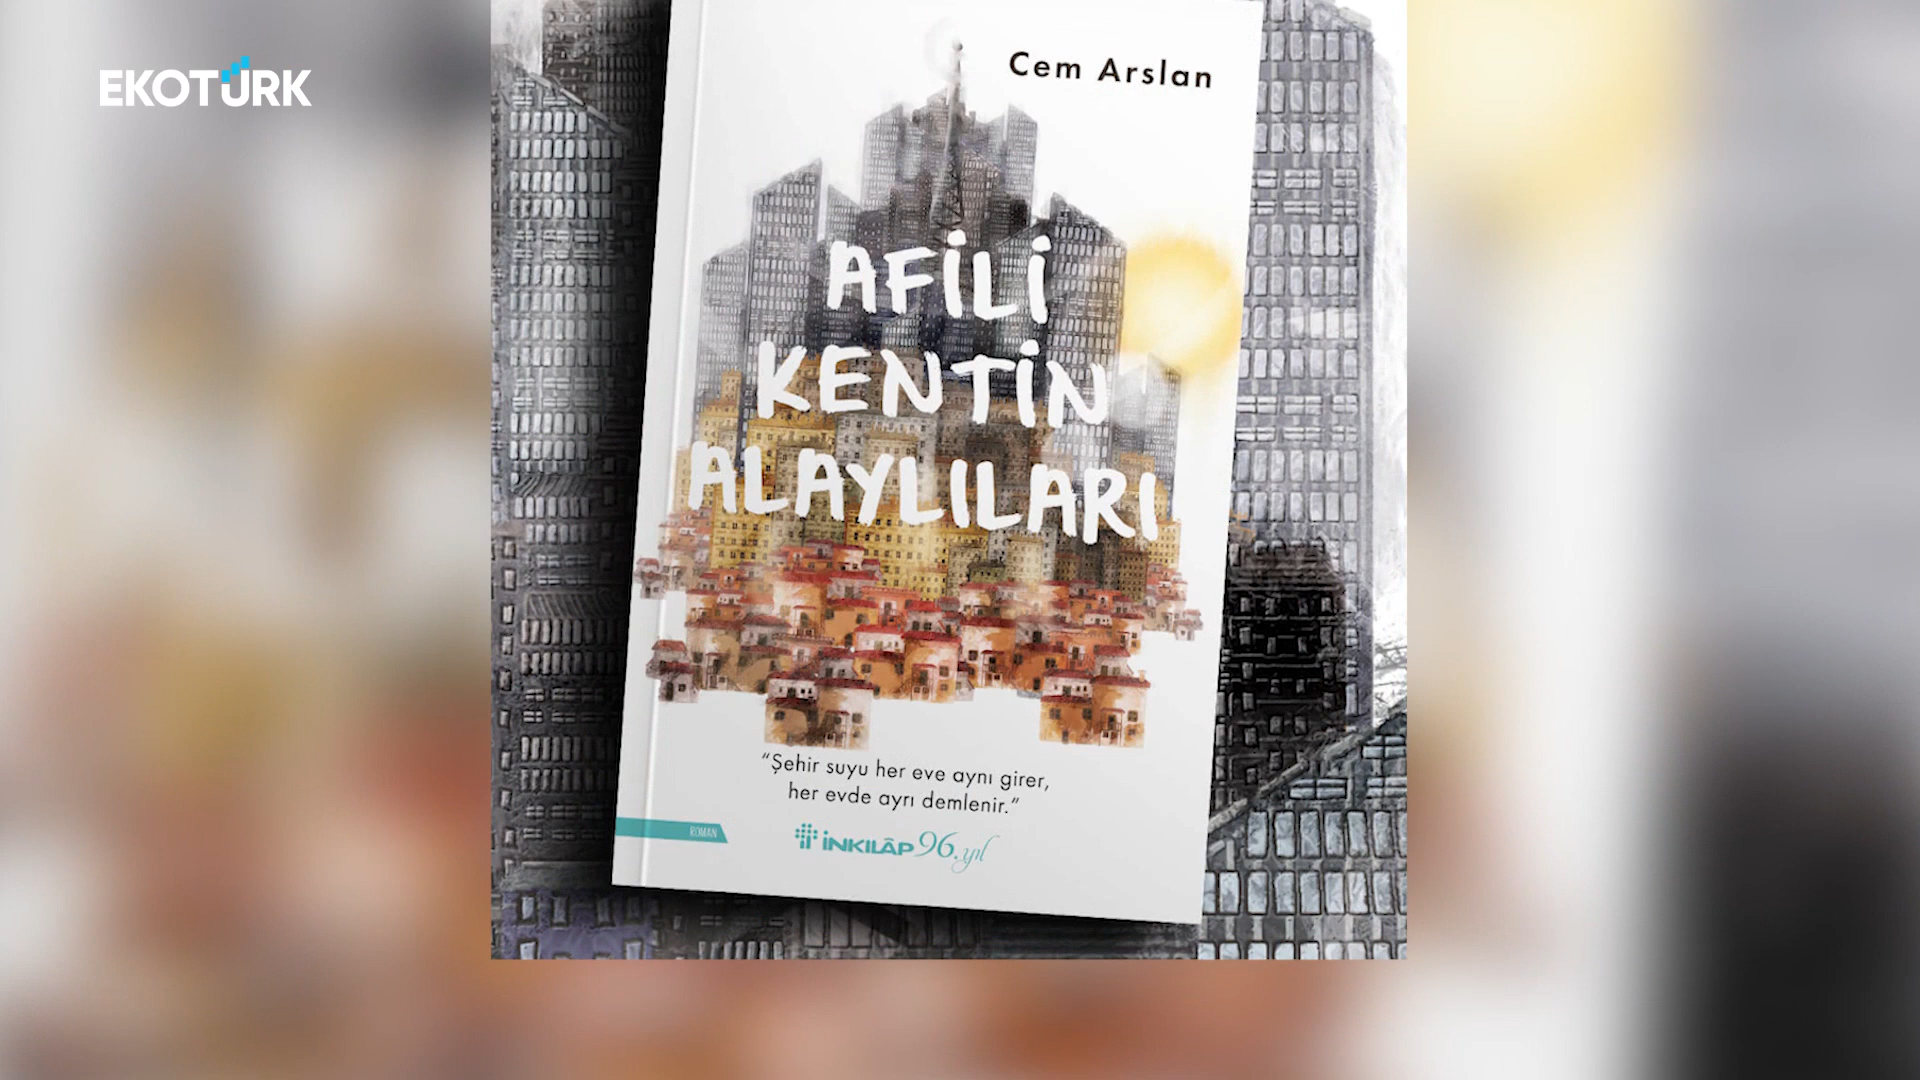 EKOTÜRK
Cem Arslan
AFİLİ
KENTİN
ALAYLILARI
“Şehir suyu her eve aynı girer,
her evde ayrı demlenir.”
ROMAN
İNKILÂP 96.yıl